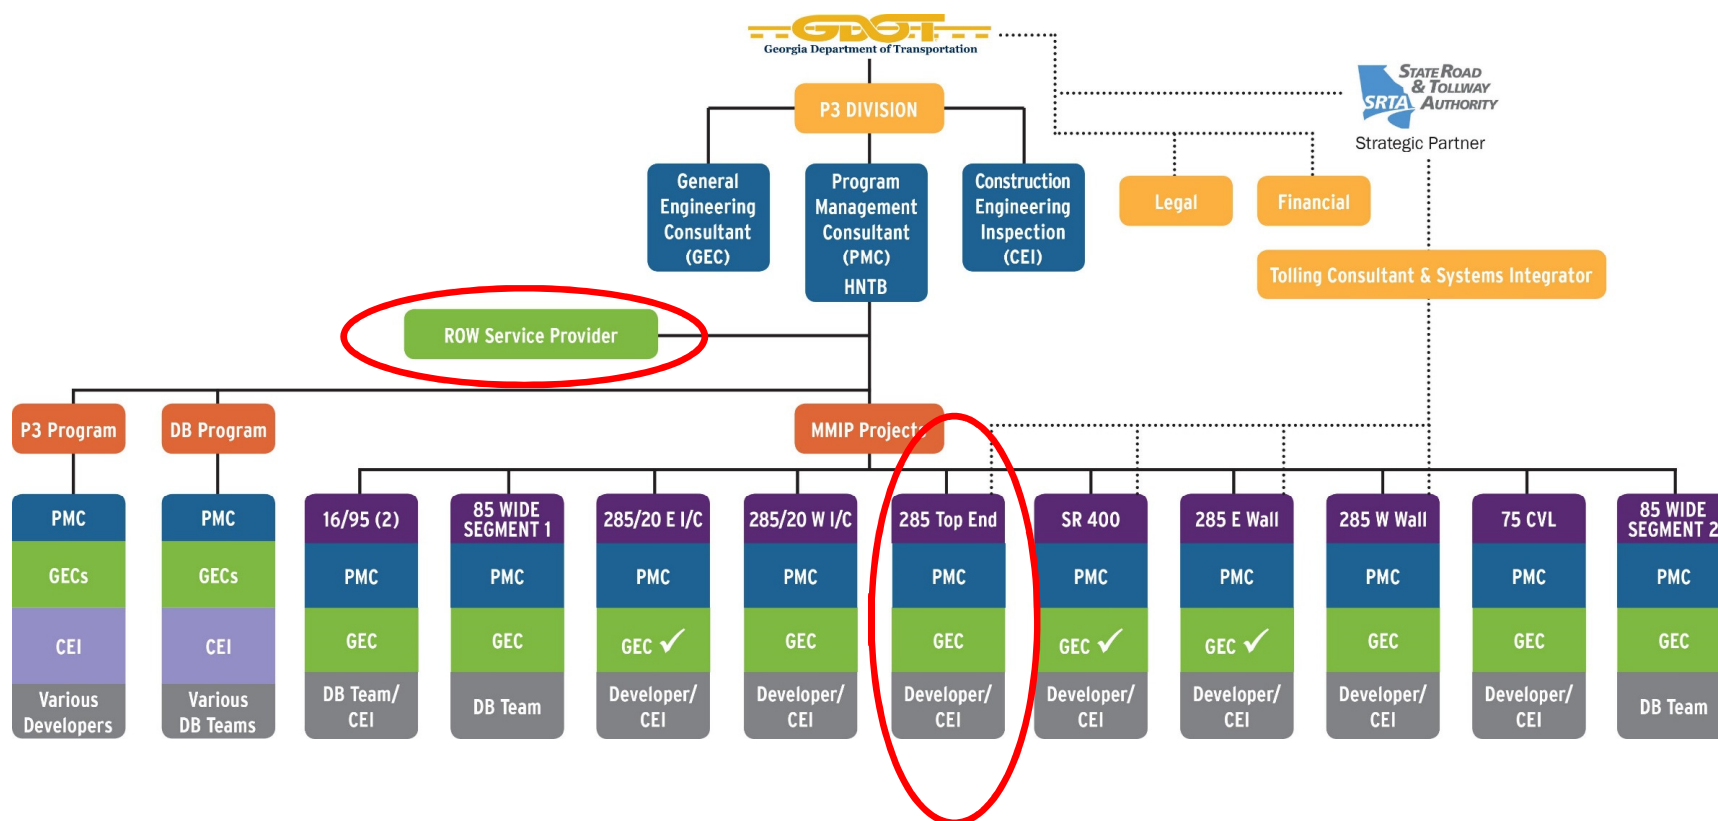 GDOT
Georgia Department of Transportation
STATE ROAD
& TOLLWAY
SRTA AUTHORITY
Strategic Partner
P3 DIVISION
General
Engineering
Consultant
(GEC)
Program
Management
Consultant
(PMC)
HNTB
Construction
Engineering
Inspection
(CEI)
Legal
Financial
Tolling Consultant & Systems Integrator
ROW Service Provider
P3 Program
DB Program
MMIP Projects
PMC
GECs
CEI
Various
Developers
PMC
GECs
CEI
Various
DB Teams
16/95 (2)
PMC
GEC
DB Team/
CEI
85 WIDE
SEGMENT 1
PMC
GEC
DB Team
285/20 E I/C
PMC
GEC ✓
Developer/
CEI
285/20 W I/C
PMC
GEC
Developer/
CEI
285 Top End
PMC
GEC
Developer/
CEI
SR 400
PMC
GEC ✓
Developer/
CEI
285 E Wall
PMC
GEC ✓
Developer/
CEI
285 W Wall
PMC
GEC
Developer/
CEI
75 CVL
PMC
GEC
Developer/
CEI
85 WIDE
SEGMENT 2
PMC
GEC
DB Team